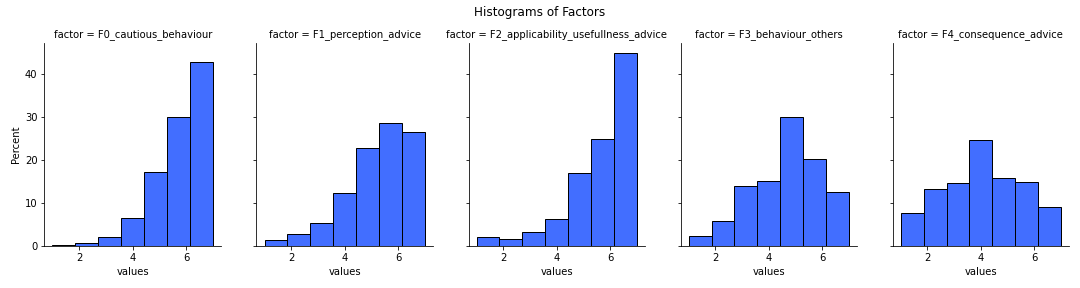 Histograms of Factors
factor = F0_cautious_behaviour
factor = F1_perception_advice
factor = F2_applicability_usefullness_advice
factor = F3_behaviour_others
factor = F4_consequence_advice
Percent
40
30
20
10
0
2 4 6
2 4 6
2 4 6
2 4 6
2 4 6
values
values
values
values
values